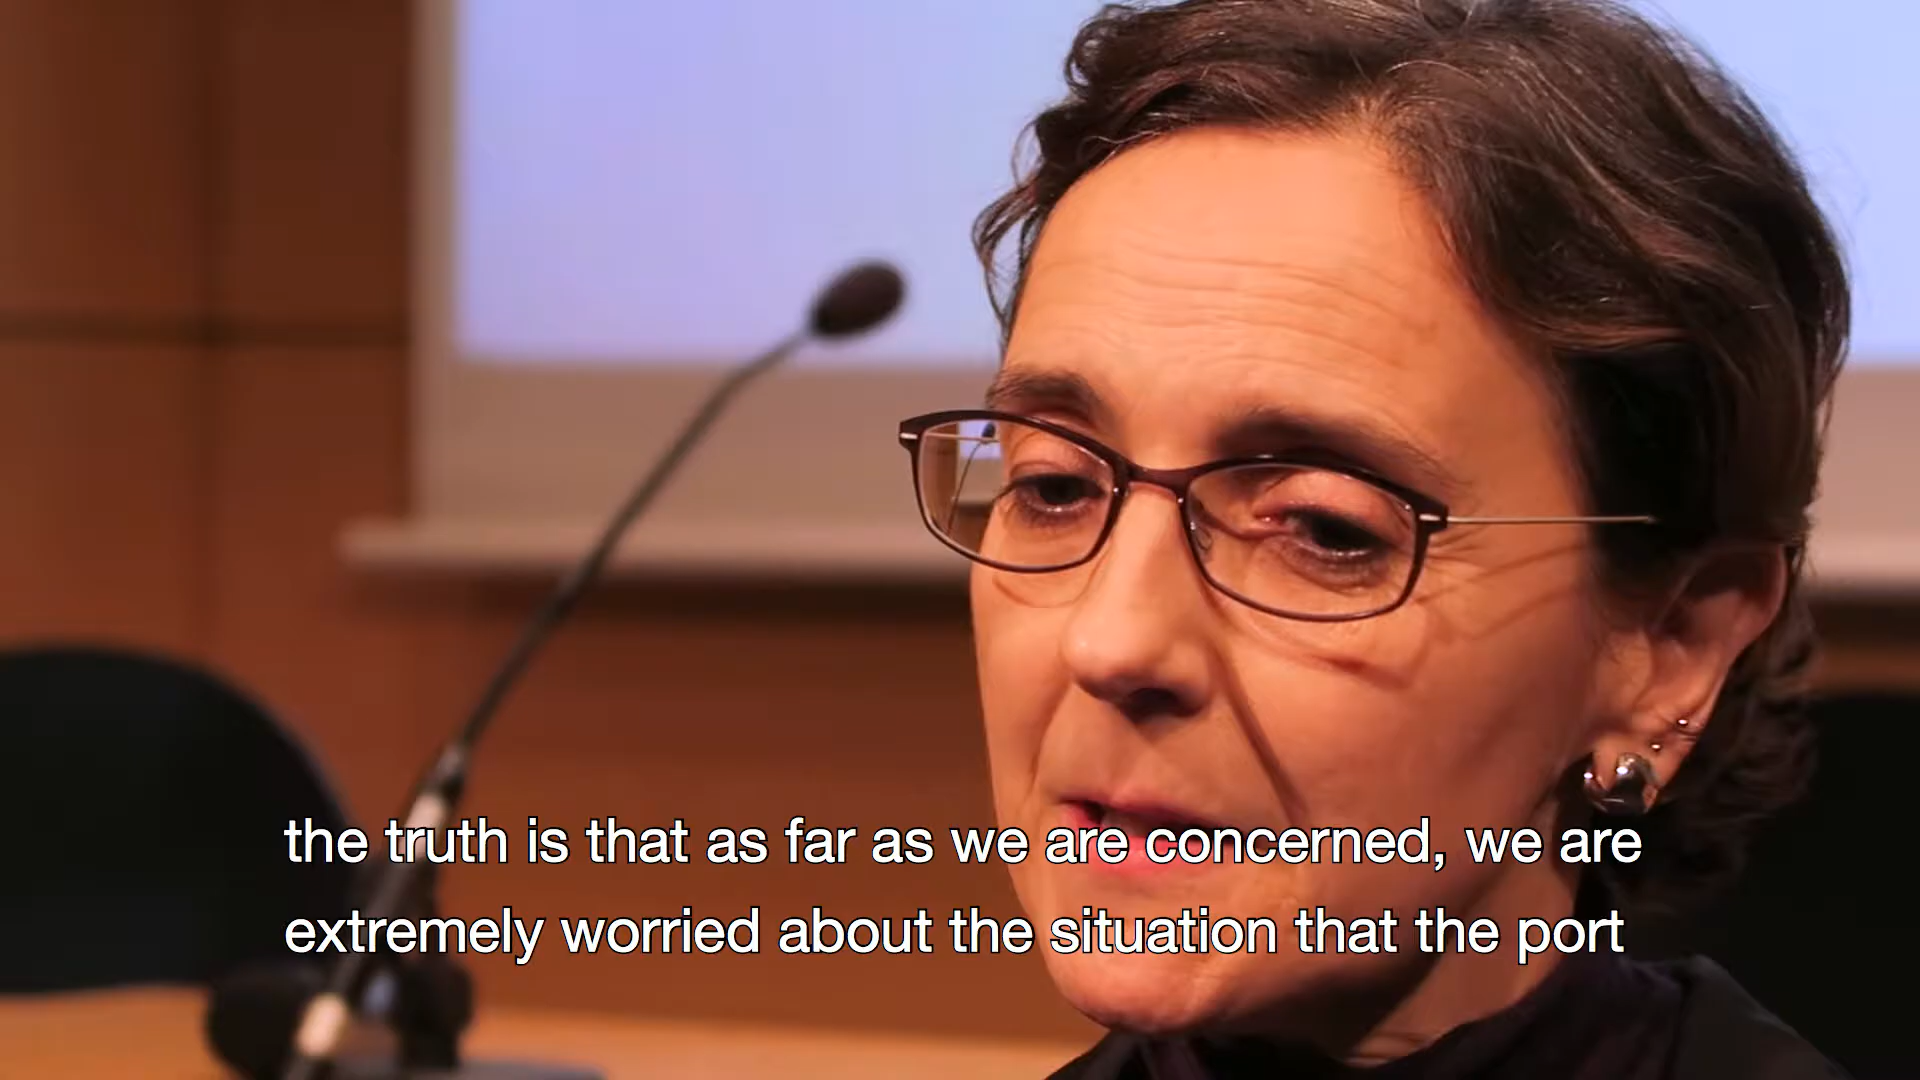 the truth is that as far as we are concerned, we are
extremely worried about the situation that the port